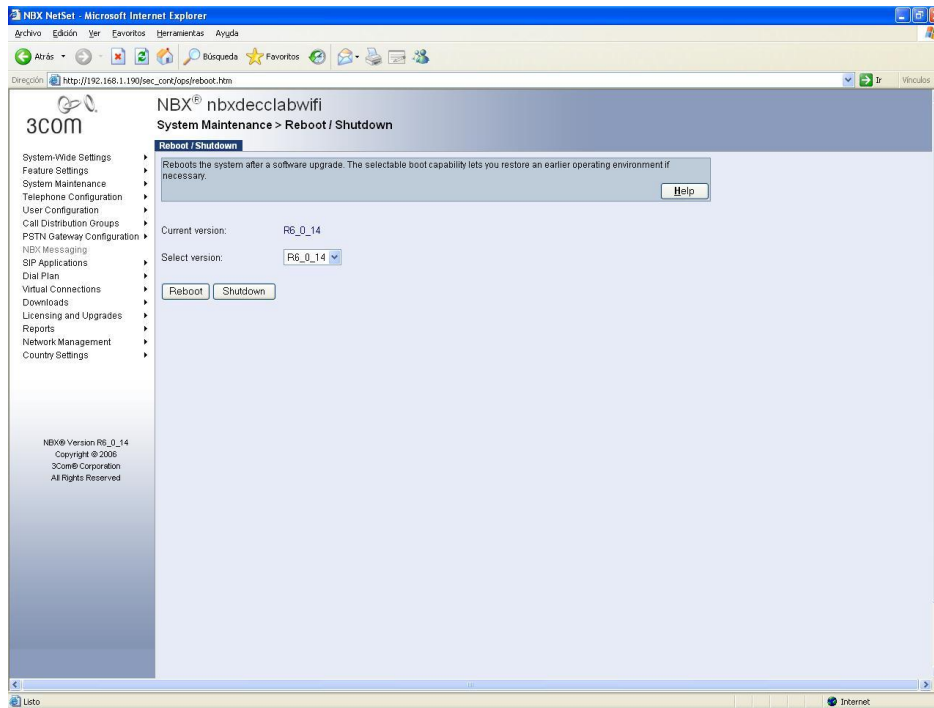 NBX NetSet - Microsoft Internet Explorer
Archivo Edición Ver Favoritos Herramientas Ayuda
Atrás Búsqueda Favoritos
Dirección http://192.168.1.190/sec_cont/ops/reboot.htm Ir Vínculos
3COM
NBX® nbxdecclabwifi
System Maintenance > Reboot / Shutdown
Reboot / Shutdown
Reboots the system after a software upgrade. The selectable boot capability lets you restore an earlier operating environment if
necessary.
Help
System-Wide Settings
Feature Settings
System Maintenance
Telephone Configuration
User Configuration
Call Distribution Groups
PSTN Gateway Configuration
NBX Messaging
SIP Applications
Dial Plan
Virtual Connections
Downloads
Licensing and Upgrades
Reports
Network Management
Country Settings
Current version: R6_0_14
Select version: R6_0_14
Reboot Shutdown
NBX® Version R6_0_14
Copyright © 2006
3Com® Corporation
All Rights Reserved
Listo Internet